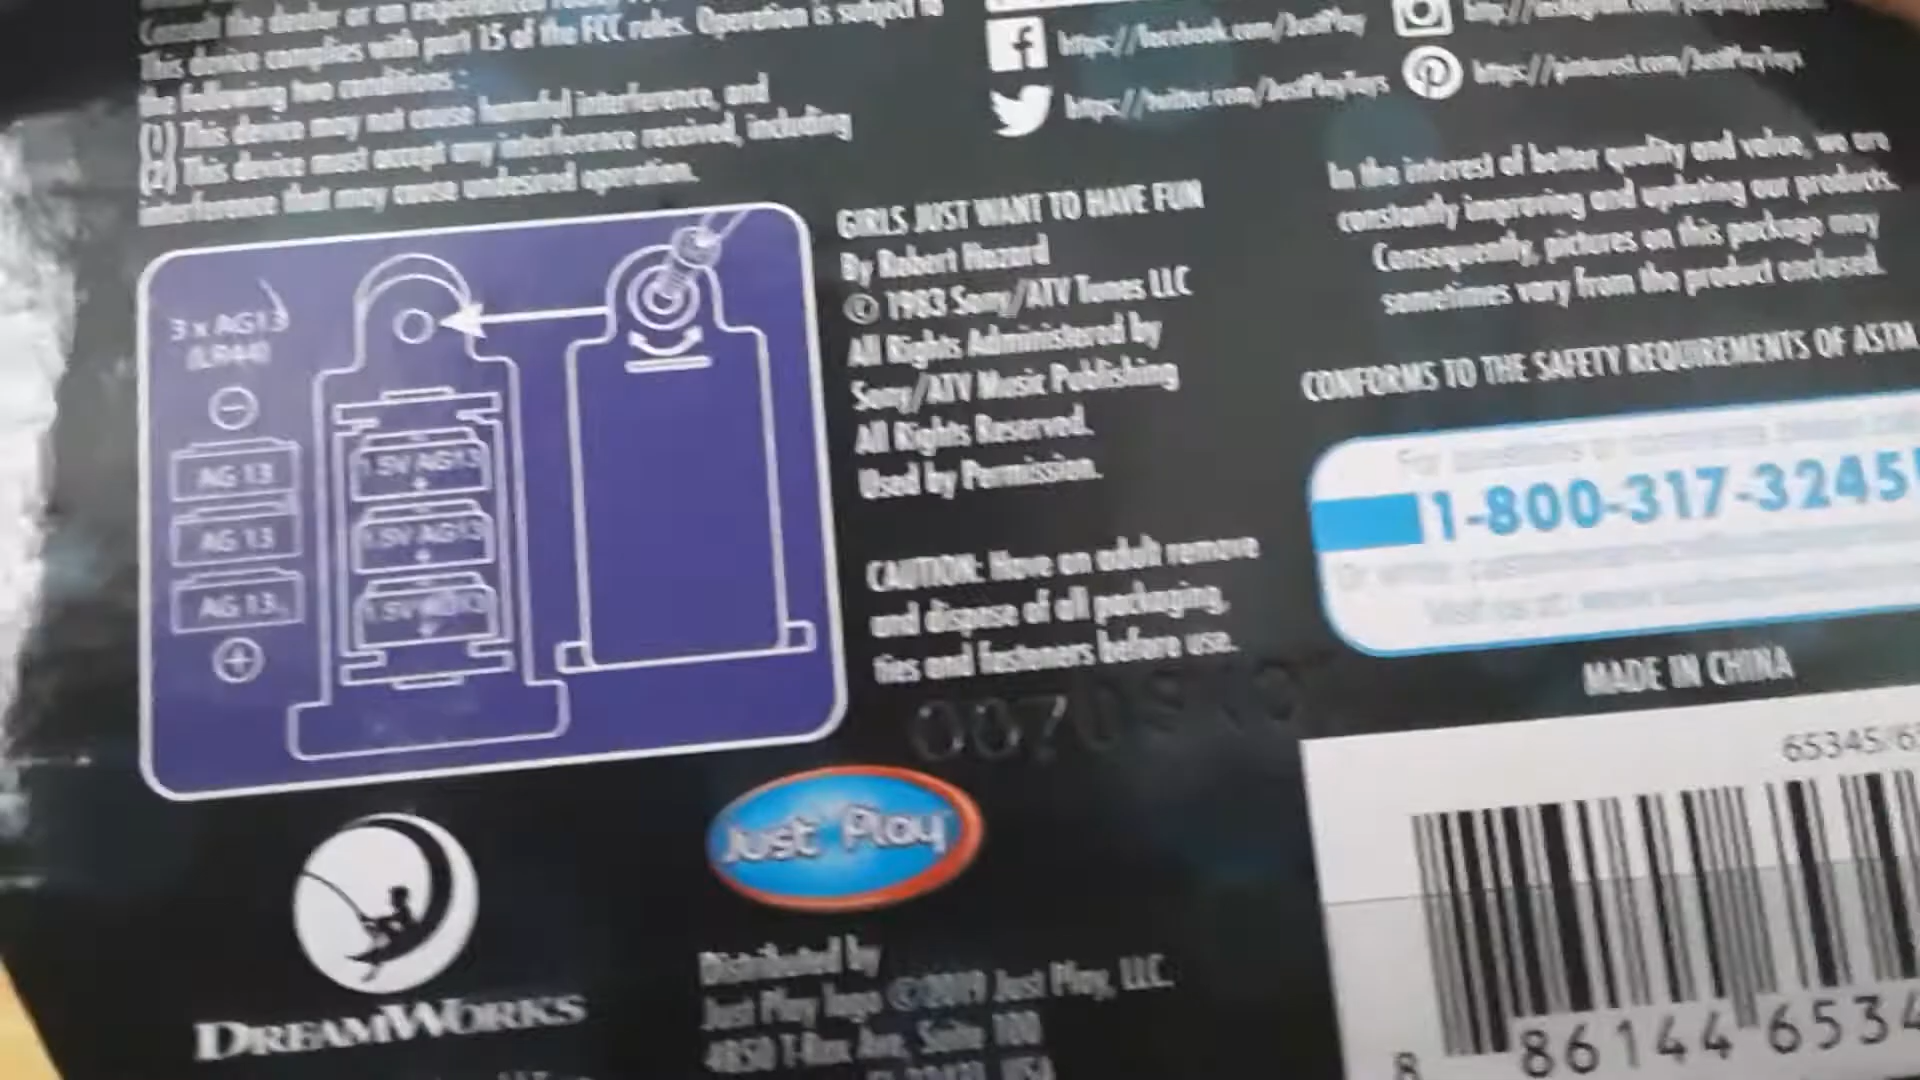 Consult the dealer or an experienced
This device complies with part 15 of the FCC rules. Operation is subject to
the following two conditions:
(1) This device may not cause harmful interference, and
(2) This device must accept any interference received, including
interference that may cause undesired operation.
https://facebook.com/JustPlay
https://twitter.com/JustPlayToys
https://pinterest.com/JustPlayToys
In the interest of better quality and value, we are
constantly improving and updating our products.
Consequently, pictures on this package may
sometimes vary from the product enclosed.
3 x AG13
(LR44)
AG 13
AG 13
AG 13
1.5V AG13
1.5V AG13
1.5V AG13
GIRLS JUST WANT TO HAVE FUN
By Robert Hazard
© 1983 Sony/ATV Tunes LLC
All Rights Administered by
Sony/ATV Music Publishing
All Rights Reserved.
Used by Permission.
CAUTION: Have an adult remove
and dispose of all packaging,
ties and fasteners before use.
CONFORMS TO THE SAFETY REQUIREMENTS OF ASTM
For questions or comments
1-800-317-3245
MADE IN CHINA
65345/6
8 86144 6534
DREAMWORKS
Just Play
Distributed by
Just Play logo ©2019 Just Play, LLC.
4850 T-Rex Ave, Suite 100
USA